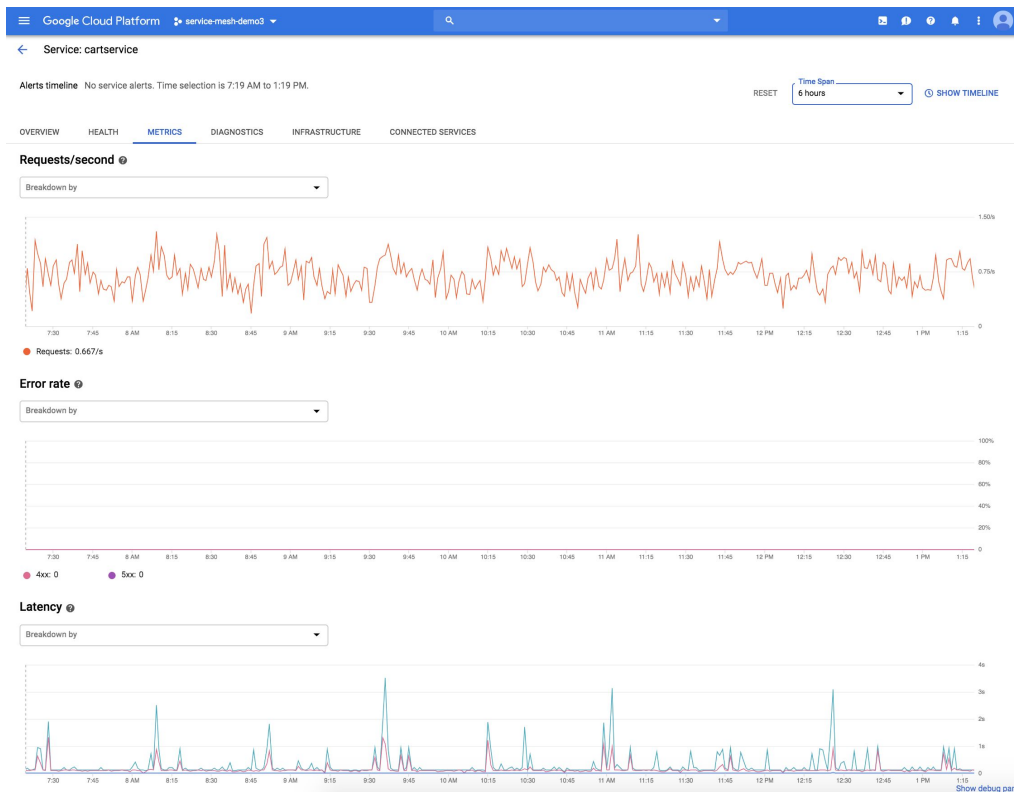 Google Cloud Platform service-mesh-demo3
Service: cartservice
Alerts timeline No service alerts. Time selection is 7:19 AM to 1:19 PM.
RESET
Time Span
6 hours
SHOW TIMELINE
OVERVIEW HEALTH METRICS DIAGNOSTICS INFRASTRUCTURE CONNECTED SERVICES
Requests/second
Breakdown by
1.50/s
0.75/s
0
7:30 7:45 8 AM 8:15 8:30 8:45 9 AM 9:15 9:30 9:45 10 AM 10:15 10:30 10:45 11 AM 11:15 11:30 11:45 12 PM 12:15 12:30 12:45 1 PM 1:15
Requests: 0.667/s
Error rate
Breakdown by
100%
80%
60%
40%
20%
0
7:30 7:45 8 AM 8:15 8:30 8:45 9 AM 9:15 9:30 9:45 10 AM 10:15 10:30 10:45 11 AM 11:15 11:30 11:45 12 PM 12:15 12:30 12:45 1 PM 1:15
4xx: 0 5xx: 0
Latency
Breakdown by
4s
3s
2s
1s
0
7:30 7:45 8 AM 8:15 8:30 8:45 9 AM 9:15 9:30 9:45 10 AM 10:15 10:30 10:45 11 AM 11:15 11:30 11:45 12 PM 12:15 12:30 12:45 1 PM 1:15
Show debug pan